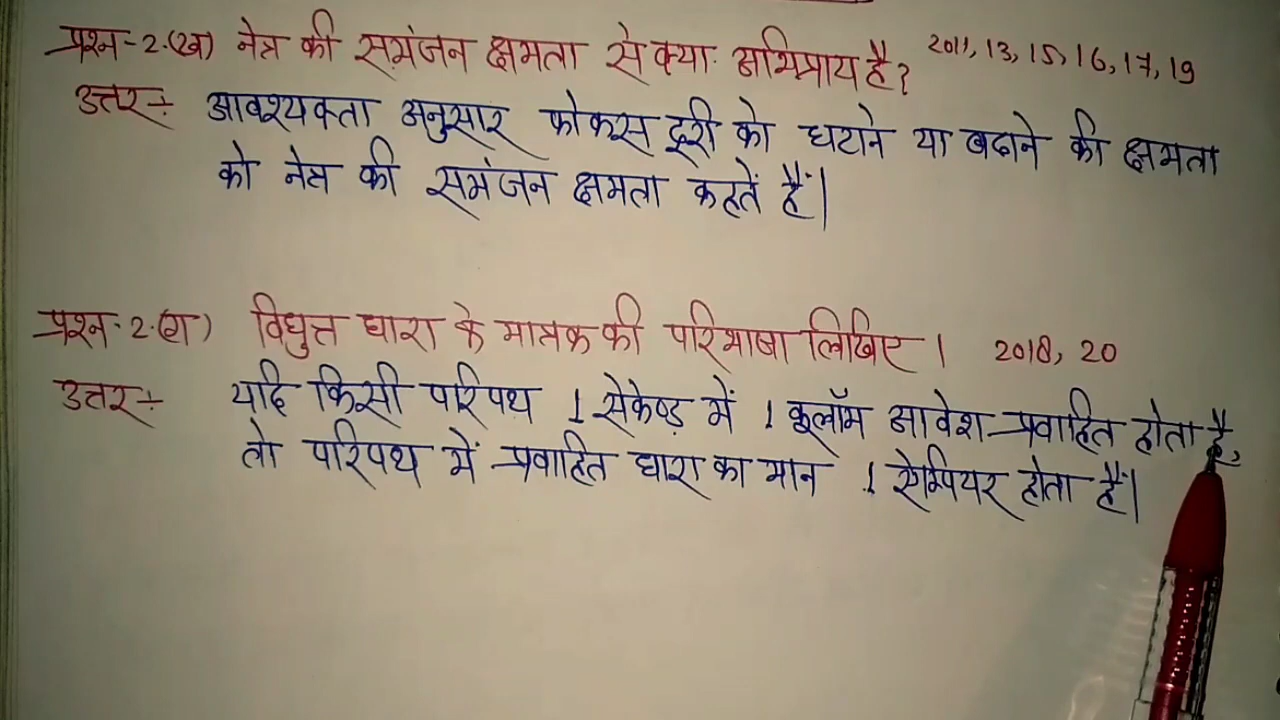 प्रश्न-2.(ख) नेत्र की समंजन क्षमता से क्या अभिप्राय है? 2011, 13, 15, 16, 17, 19
उत्तर÷ आवश्यकता अनुसार फोकस दूरी को घटाने या बढाने की क्षमता
को नेत्र की समंजन क्षमता कहतें हैं|
प्रश्न-2.(ग) विधुत्त धारा के मात्रक की परिभाषा लिखिए । 2018, 20
उत्तर÷ यदि किसी परिपथ 1 सेकेण्ड़ में 1 कूलॉम आवेश प्रवाहित होता है,
तो परिपथ में प्रवाहित धारा का मान 1 ऐम्पियर होता हैं|